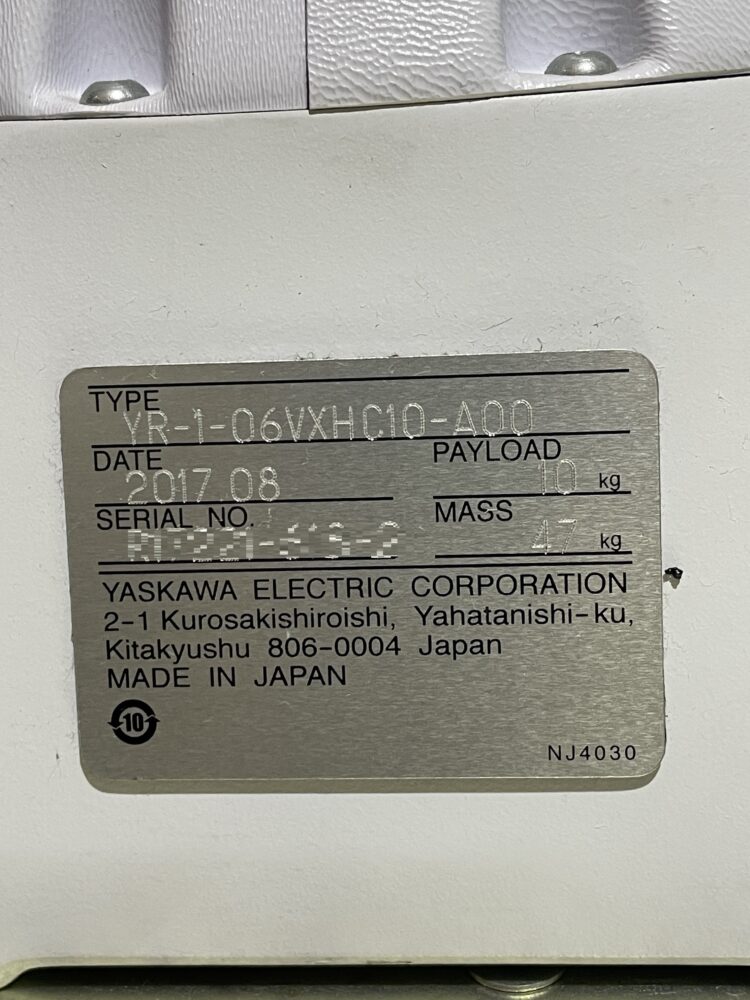 TYPE
YR-1-06VXHC10-A00
DATE
2017.08
PAYLOAD
10 kg
SERIAL NO.
MASS
47 kg
YASKAWA ELECTRIC CORPORATION
2-1 Kurosakishiroishi, Yahatanishi-ku,
Kitakyushu 806-0004 Japan
MADE IN JAPAN
10
NJ4030